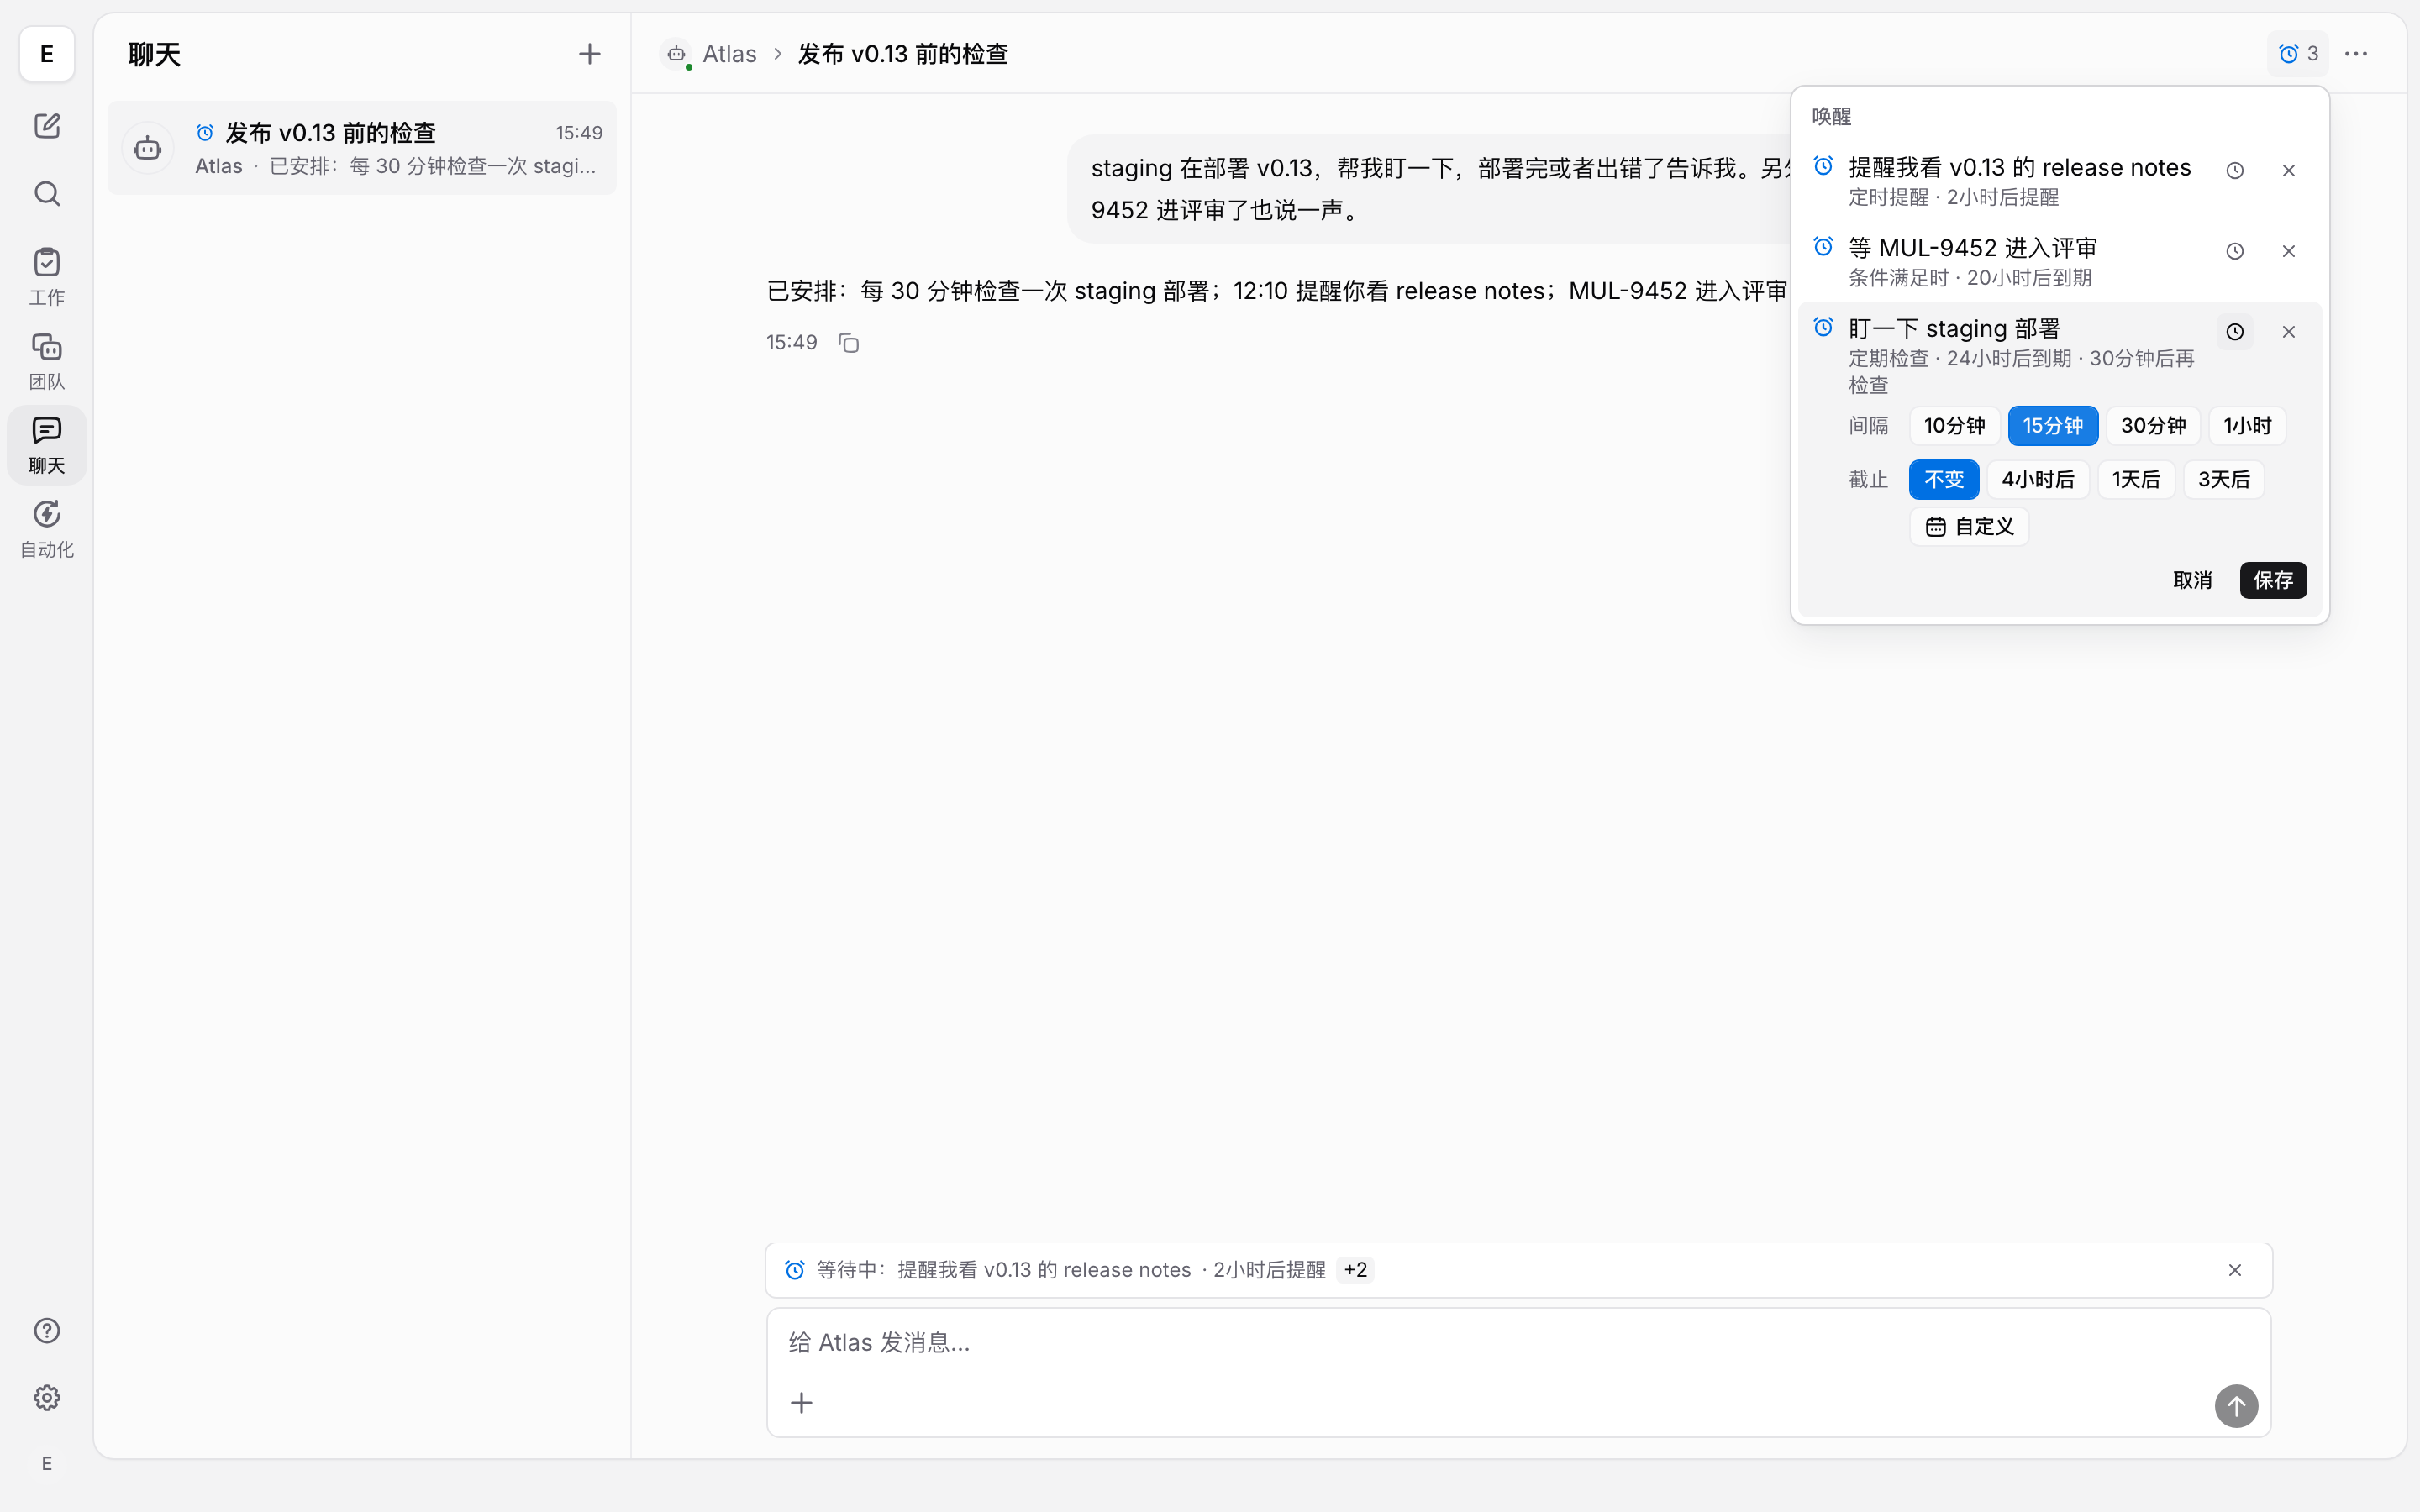 E
工作
团队
聊天
自动化
E
聊天
发布 v0.13 前的检查
15:49
Atlas · 已安排：每 30 分钟检查一次 stagi...
Atlas
发布 v0.13 前的检查
3
staging 在部署 v0.13，帮我盯一下，部署完或者出错了告诉我。
9452 进评审了也说一声。
已安排：每 30 分钟检查一次 staging 部署；12:10 提醒你看 release notes；MUL-9452 进入评审
15:49
唤醒
提醒我看 v0.13 的 release notes
定时提醒 · 2小时后提醒
等 MUL-9452 进入评审
条件满足时 · 20小时后到期
盯一下 staging 部署
定期检查 · 24小时后到期 · 30分钟后再
检查
间隔 10分钟 15分钟 30分钟 1小时
截止 不变 4小时后 1天后 3天后
自定义
取消 保存
等待中：提醒我看 v0.13 的 release notes · 2小时后提醒 +2
给 Atlas 发消息...